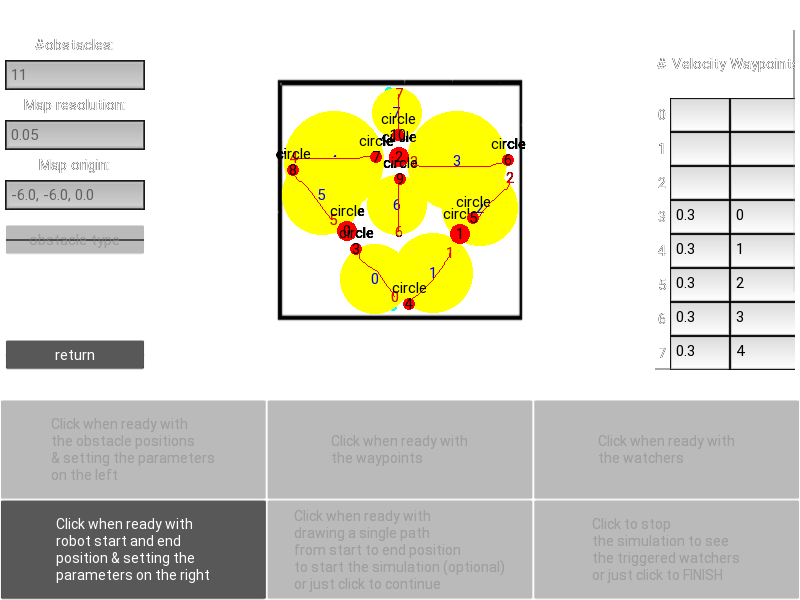 #obstacles:
11
Map resolution:
0.05
Map origin:
-6.0, -6.0, 0.0
obstacle type
return
# Velocity Waypoints
0
1
2
3 0.3 0
4 0.3 1
5 0.3 2
6 0.3 3
7 0.3 4
7
7
circle
10
circle
circle
circle
7
2
3
circle
6
circle
8
circle
9
2
5
6
circle
circle
5
circle
5
0
6
1
circle
3
1
1
0
circle
0
4
Click when ready with
the obstacle positions
& setting the parameters
on the left
Click when ready with
the waypoints
Click when ready with
the watchers
Click when ready with
robot start and end
position & setting the
parameters on the right
Click when ready with
drawing a single path
from start to end position
to start the simulation (optional)
or just click to continue
Click to stop
the simulation to see
the triggered watchers
or just click to FINISH